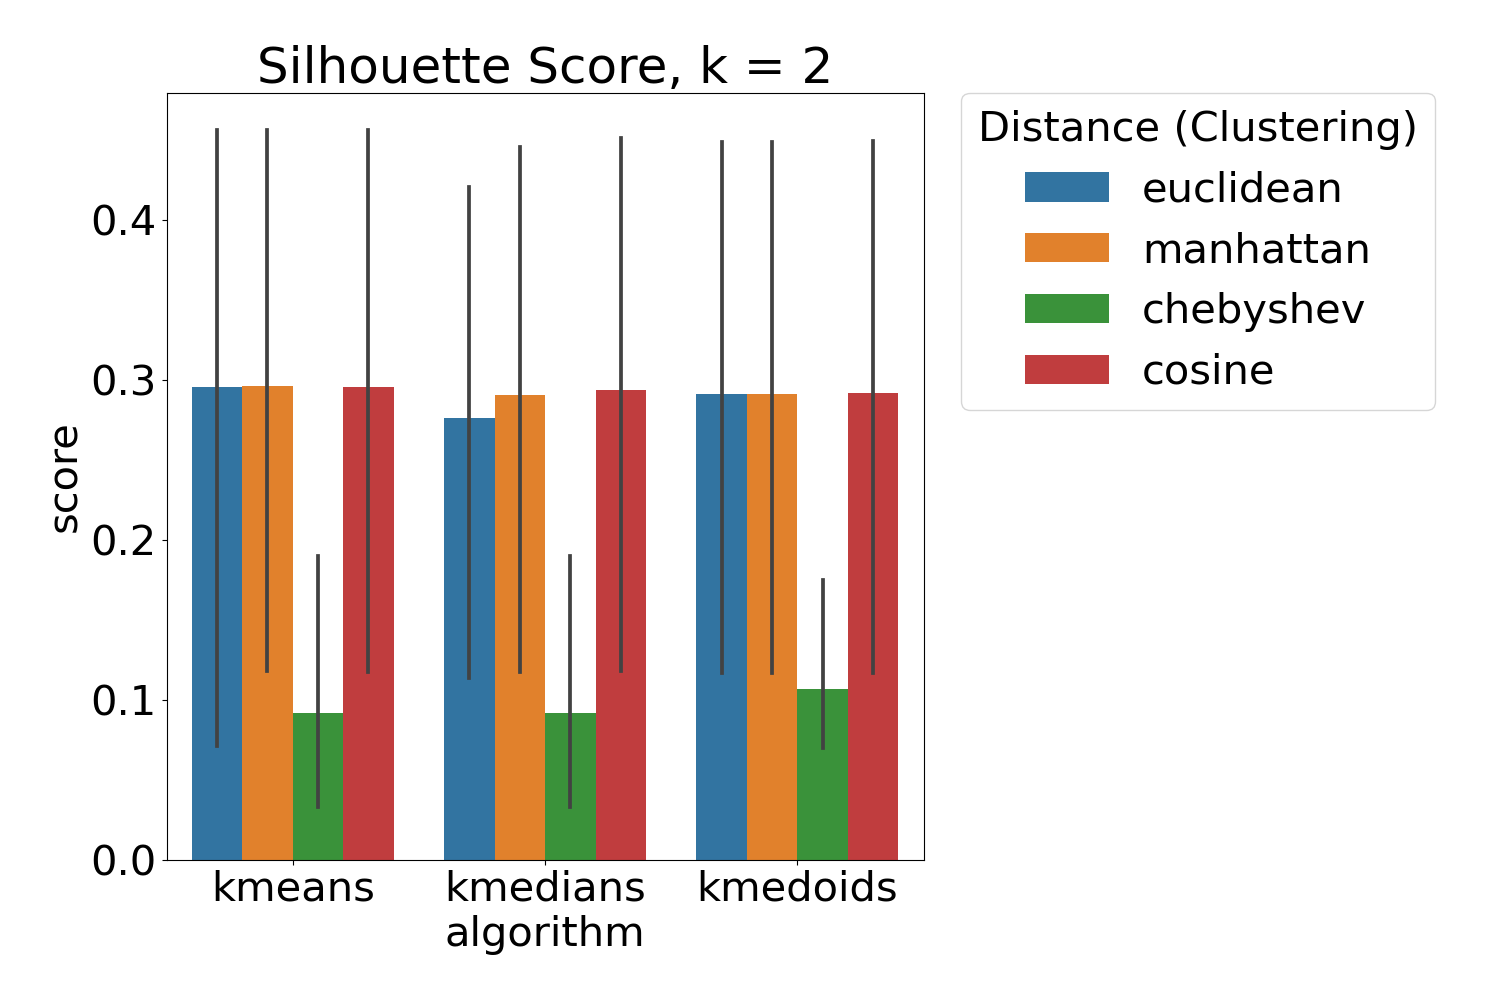 Silhouette Score, k = 2
score
0.4
0.3
0.2
0.1
0.0
kmeans
kmedians
kmedoids
algorithm
Distance (Clustering)
euclidean
manhattan
chebyshev
cosine